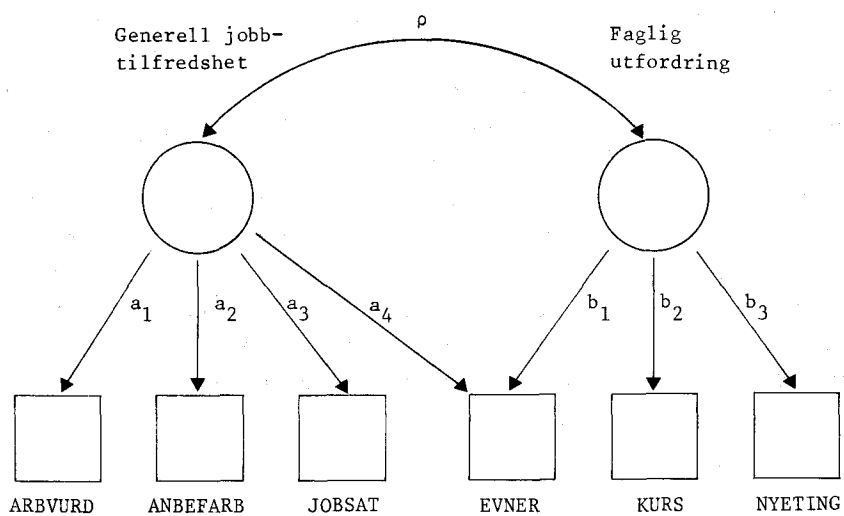 ρ
Generell jobb-
tilfredshet
Faglig
utfordring
a1 a2 a3 a4 b1 b2 b3
ARBVURD ANBEFARB JOBSAT EVNER KURS NYETING